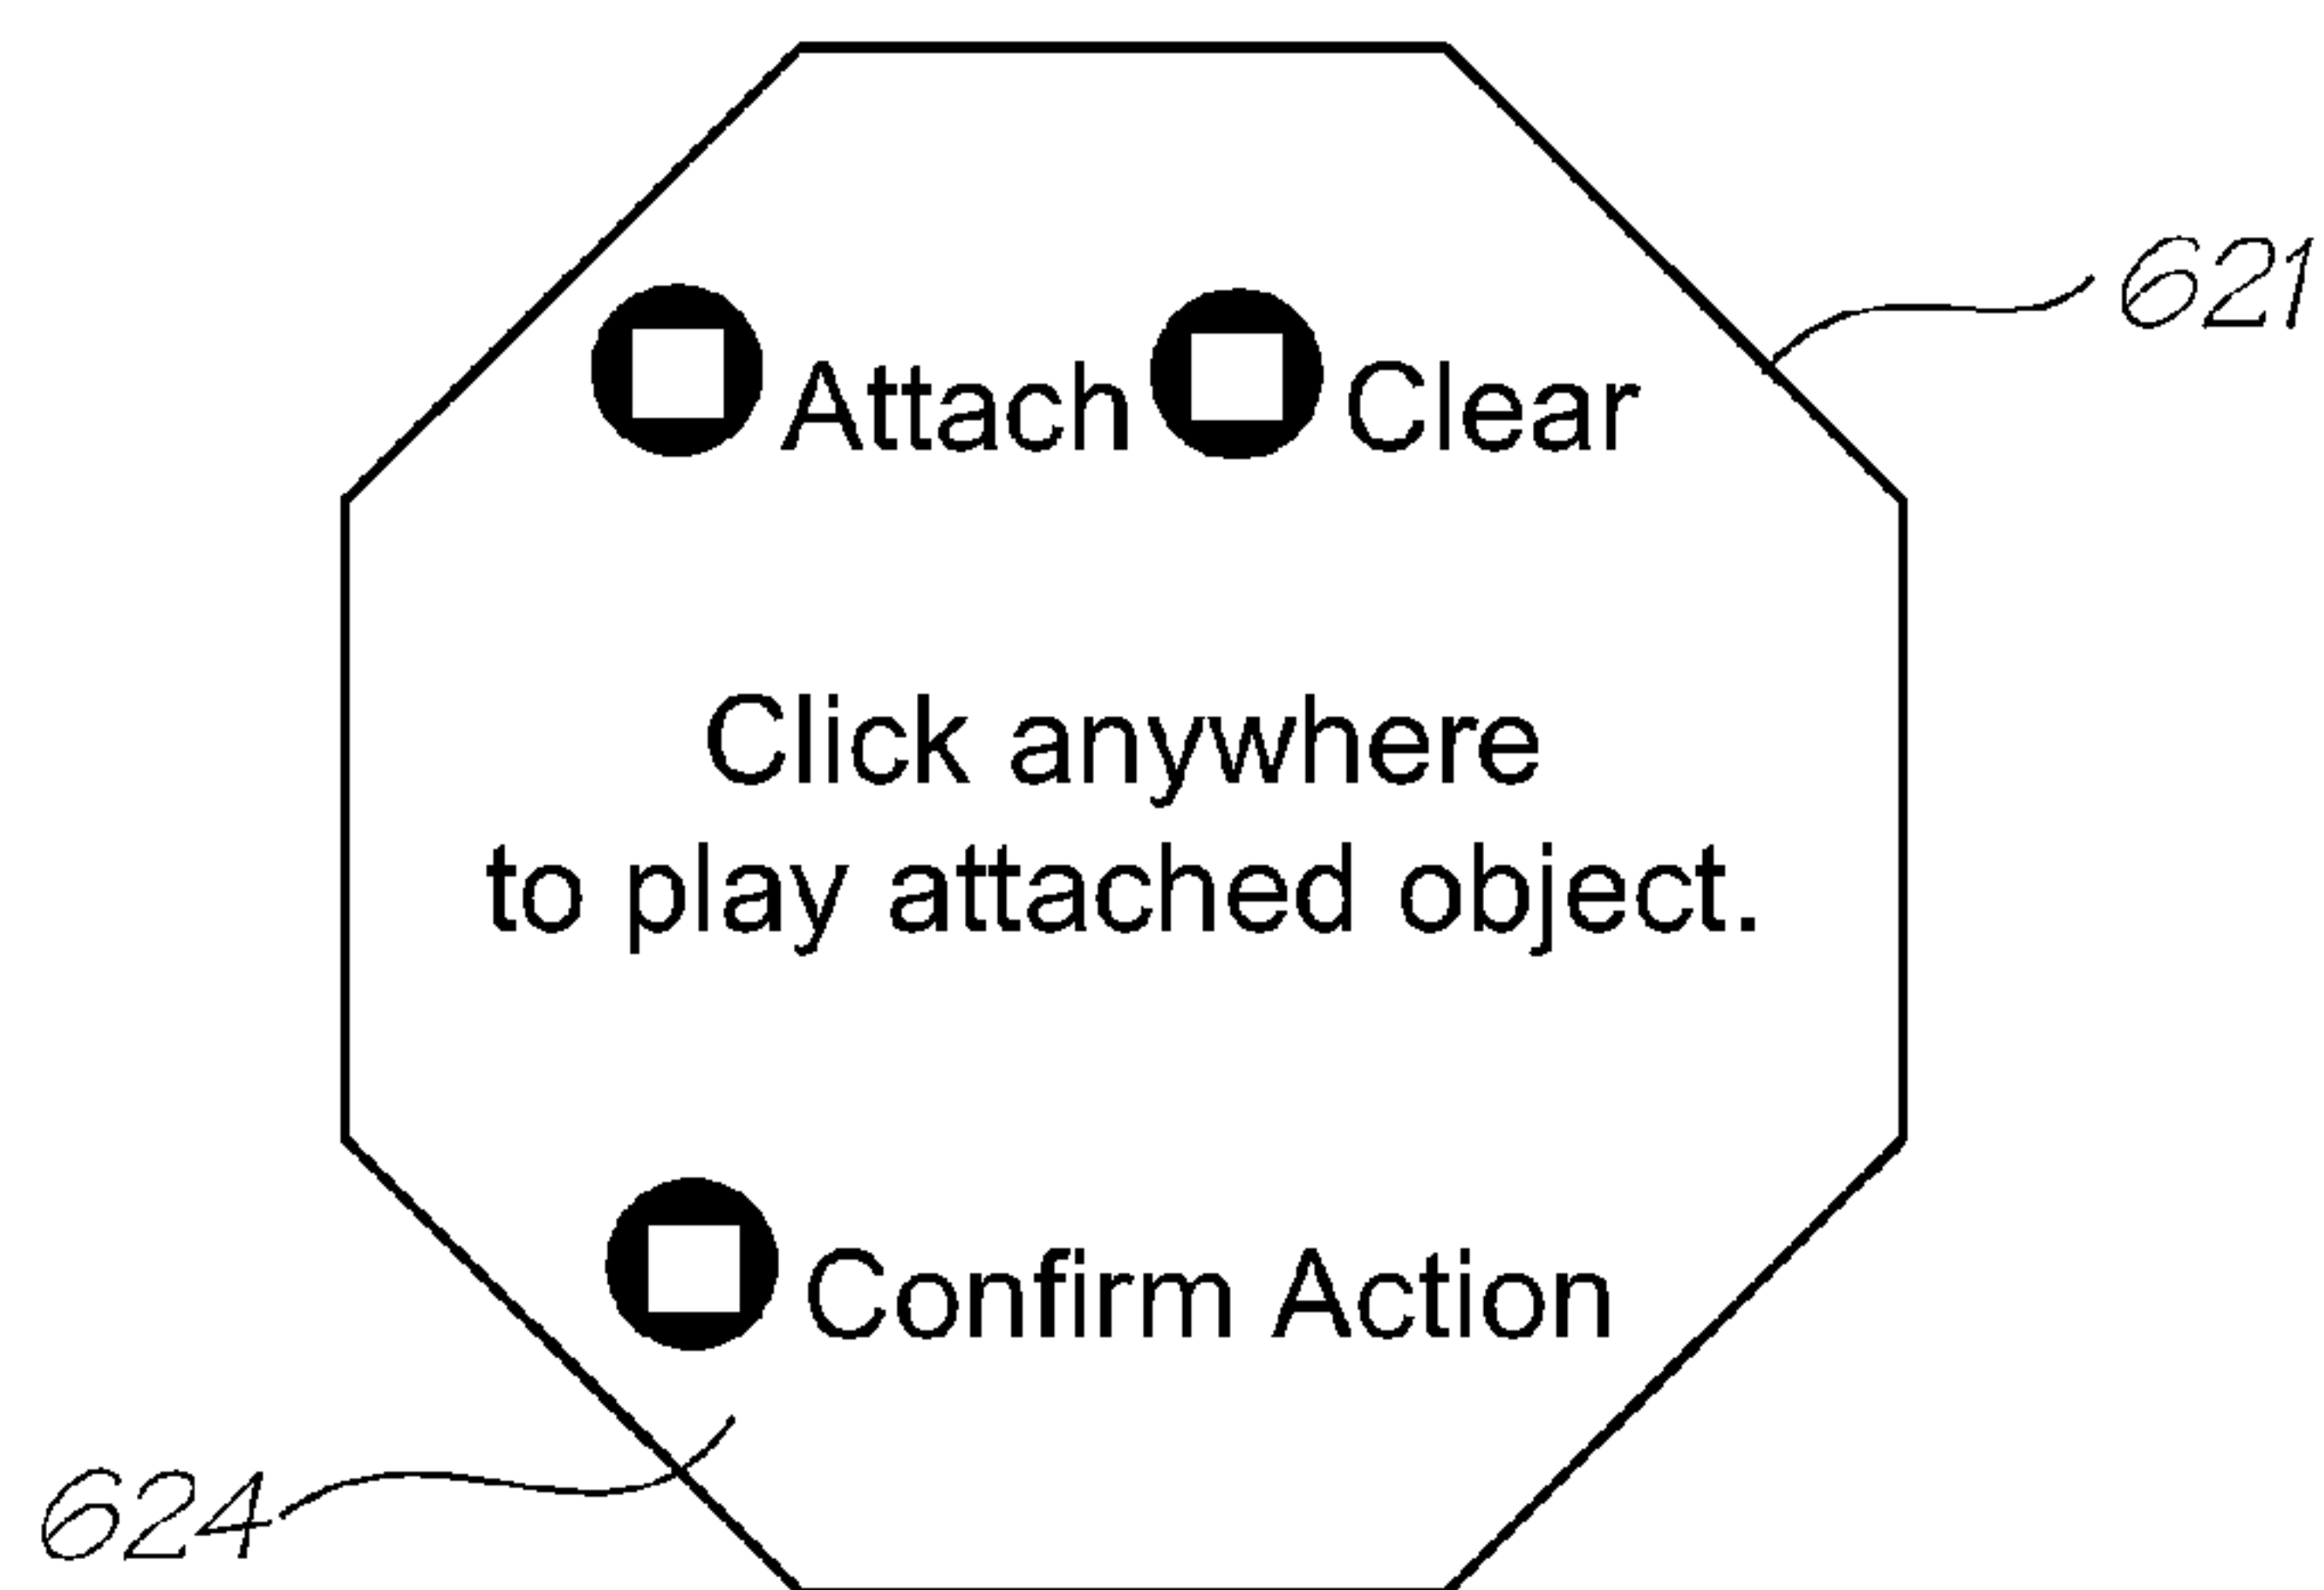 621
Attach Clear
Click anywhere
to play attached object.
Confirm Action
624